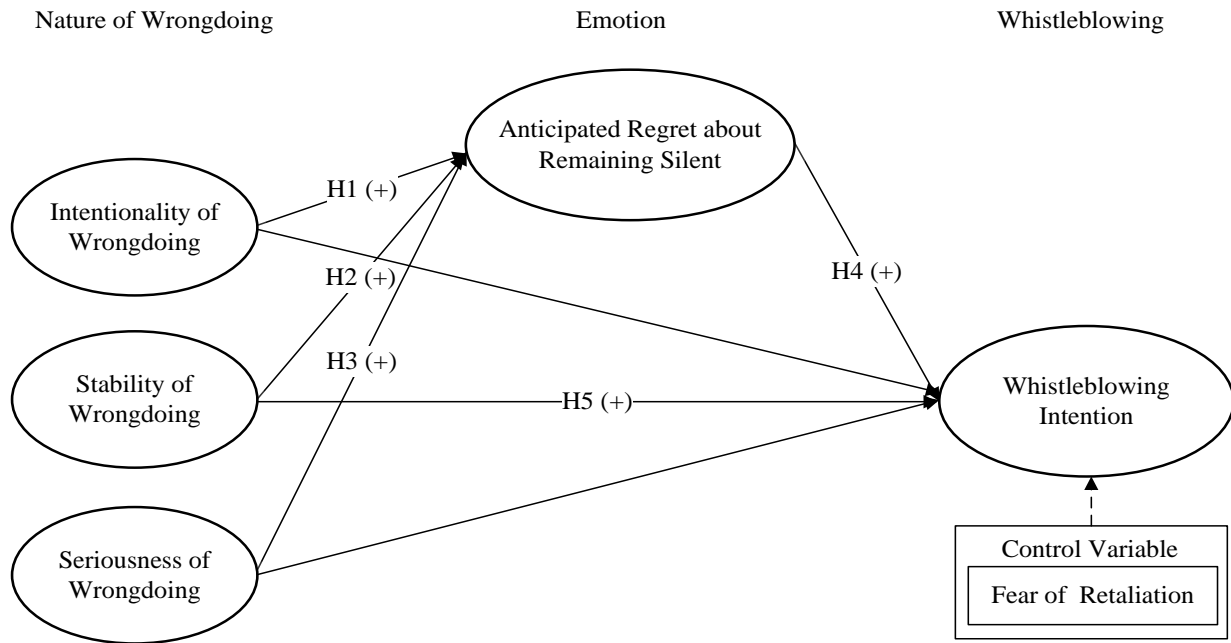 Nature of Wrongdoing
Emotion
Whistleblowing
Anticipated Regret about
Remaining Silent
H1 (+)
Intentionality of
Wrongdoing
H2 (+)
H4 (+)
H3 (+)
Stability of
Wrongdoing
H5 (+)
Whistleblowing
Intention
Seriousness of
Wrongdoing
Control Variable
Fear of Retaliation